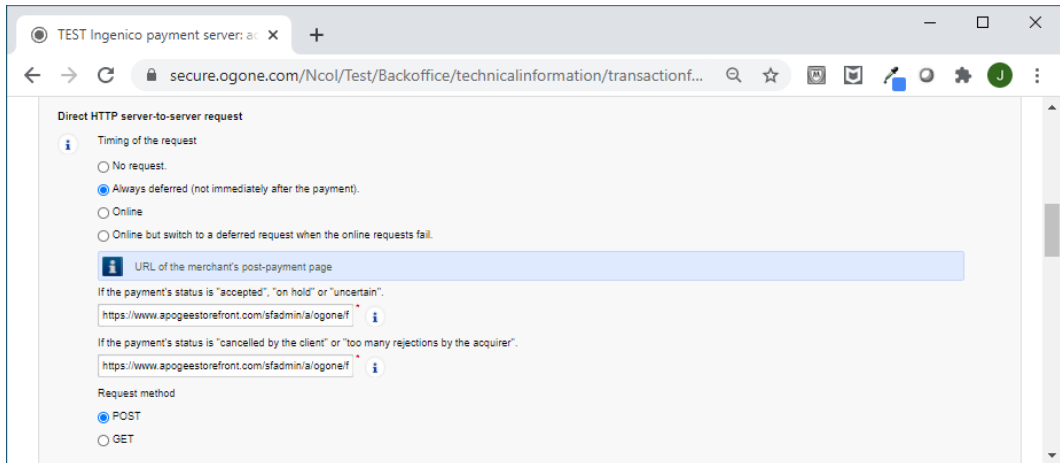 TEST Ingenico payment server: ac
secure.ogone.com/Ncol/Test/Backoffice/technicalinformation/transactionf...
J
Direct HTTP server-to-server request
Timing of the request
No request.
Always deferred (not immediately after the payment).
Online
Online but switch to a deferred request when the online requests fail.
URL of the merchant's post-payment page
If the payment's status is "accepted", "on hold" or "uncertain".
https://www.apogeestorefront.com/sfadmin/a/ogone/f *
If the payment's status is "cancelled by the client" or "too many rejections by the acquirer".
https://www.apogeestorefront.com/sfadmin/a/ogone/f *
Request method
POST
GET